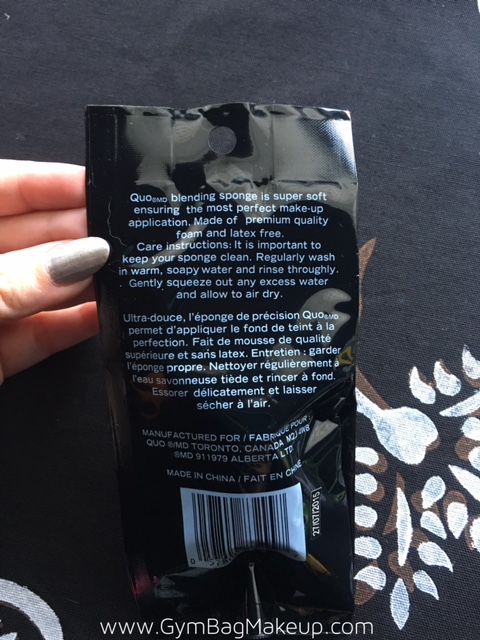 Quo®MD blending sponge is super soft
ensuring the most perfect make-up
application. Made of premium quality
foam and latex free.
Care instructions: It is important to
keep your sponge clean. Regularly wash
in warm, soapy water and rinse throughly.
Gently squeeze out any excess water
and allow to air dry.
Ultra-douce, l'éponge de précision Quo®MD
permet d'appliquer le fond de teint à la
perfection. Fait de mousse de qualité
supérieure et sans latex. Entretien : garder
l'éponge propre. Nettoyer régulièrement à
l'eau savonneuse tiède et rincer à fond.
Essorer délicatement et laisser
sécher à l'air.
MANUFACTURED FOR / FABRIQUÉ POUR :
QUO ®MD TORONTO, CANADA M2J 4W8
®MD 911979 ALBERTA LTD
MADE IN CHINA / FAIT EN CHINE
27/07/2015
www.GymBagMakeup.com